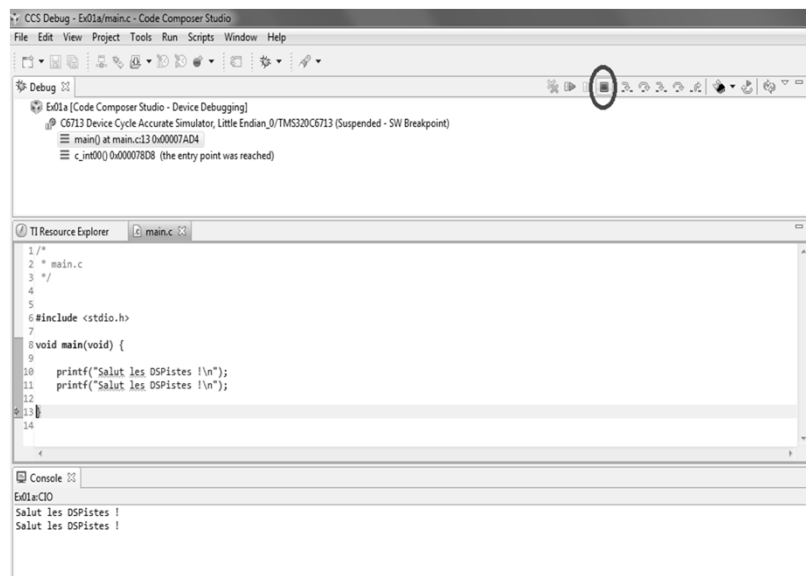 CCS Debug - Ex01a/main.c - Code Composer Studio
File Edit View Project Tools Run Scripts Window Help
Debug
Ex01a [Code Composer Studio - Device Debugging]
C6713 Device Cycle Accurate Simulator, Little Endian_0/TMS320C6713 (Suspended - SW Breakpoint)
main() at main.c:13 0x00007AD4
c_int00() 0x000078D8 (the entry point was reached)
TI Resource Explorer main.c
1 /*
2 * main.c
3 */
4
5
6 #include <stdio.h>
7
8 void main(void) {
9
10 printf("Salut les DSPistes !\n");
11 printf("Salut les DSPistes !\n");
12
13 }
14
Console
Ex01a:CIO
Salut les DSPistes !
Salut les DSPistes !